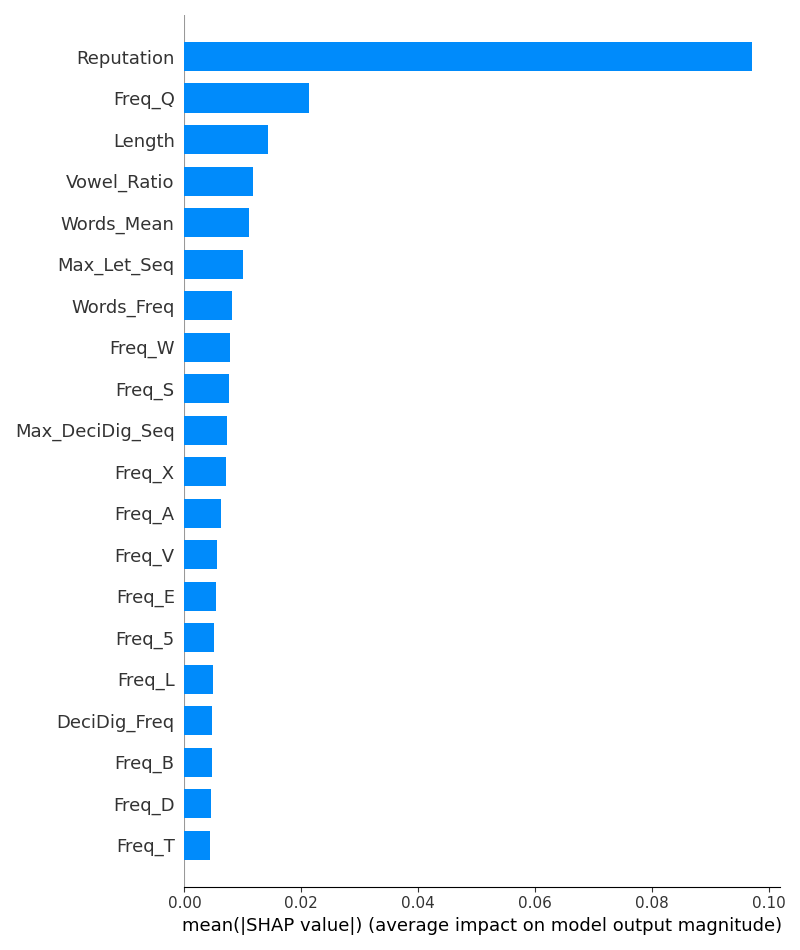 Reputation
Freq_Q
Length
Vowel_Ratio
Words_Mean
Max_Let_Seq
Words_Freq
Freq_W
Freq_S
Max_DeciDig_Seq
Freq_X
Freq_A
Freq_V
Freq_E
Freq_5
Freq_L
DeciDig_Freq
Freq_B
Freq_D
Freq_T
0.00 0.02 0.04 0.06 0.08 0.10
mean(|SHAP value|) (average impact on model output magnitude)